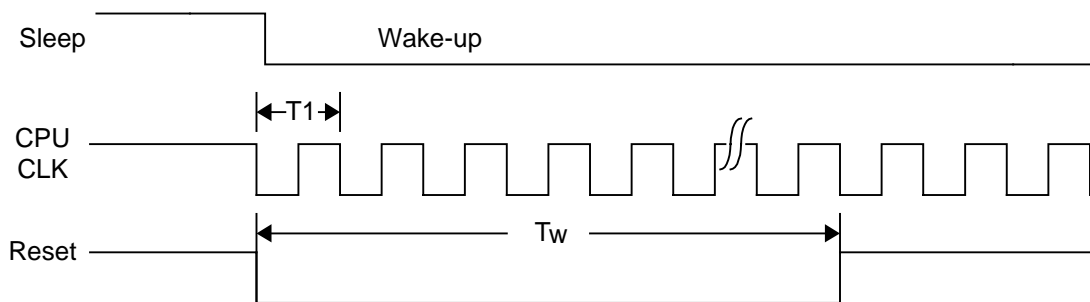 Sleep
Wake-up
T1
CPU
CLK
Tw
Reset